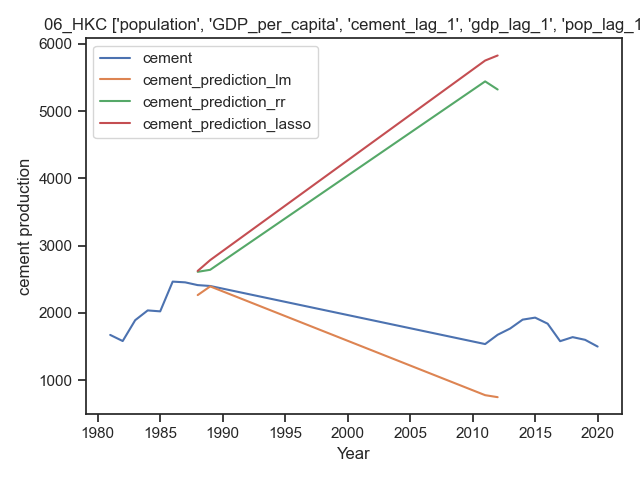 06_HKC ['population', 'GDP_per_capita', 'cement_lag_1', 'gdp_lag_1', 'pop_lag_1
cement
cement_prediction_lm
cement_prediction_rr
cement_prediction_lasso
cement production
6000
5000
4000
3000
2000
1000
1980 1985 1990 1995 2000 2005 2010 2015 2020
Year